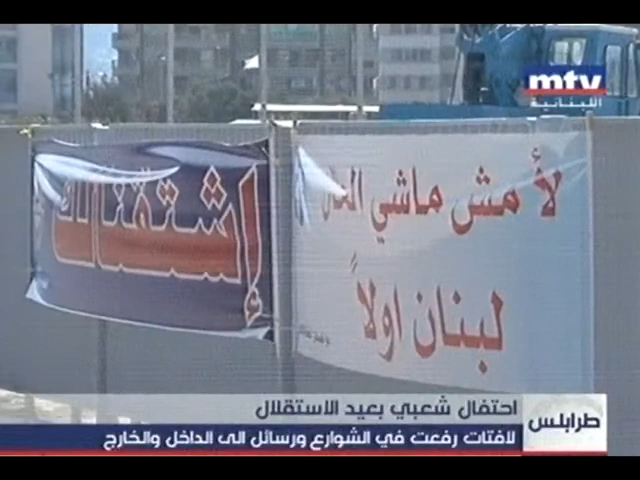 mtv
اللبنانية
إشتقنالك
لأ مش ماشي الحال
لبنان اولاً
احتفال شعبي بعيد الاستقلال
طرابلس
لافتات رفعت في الشوارع ورسائل الى الداخل والخارج